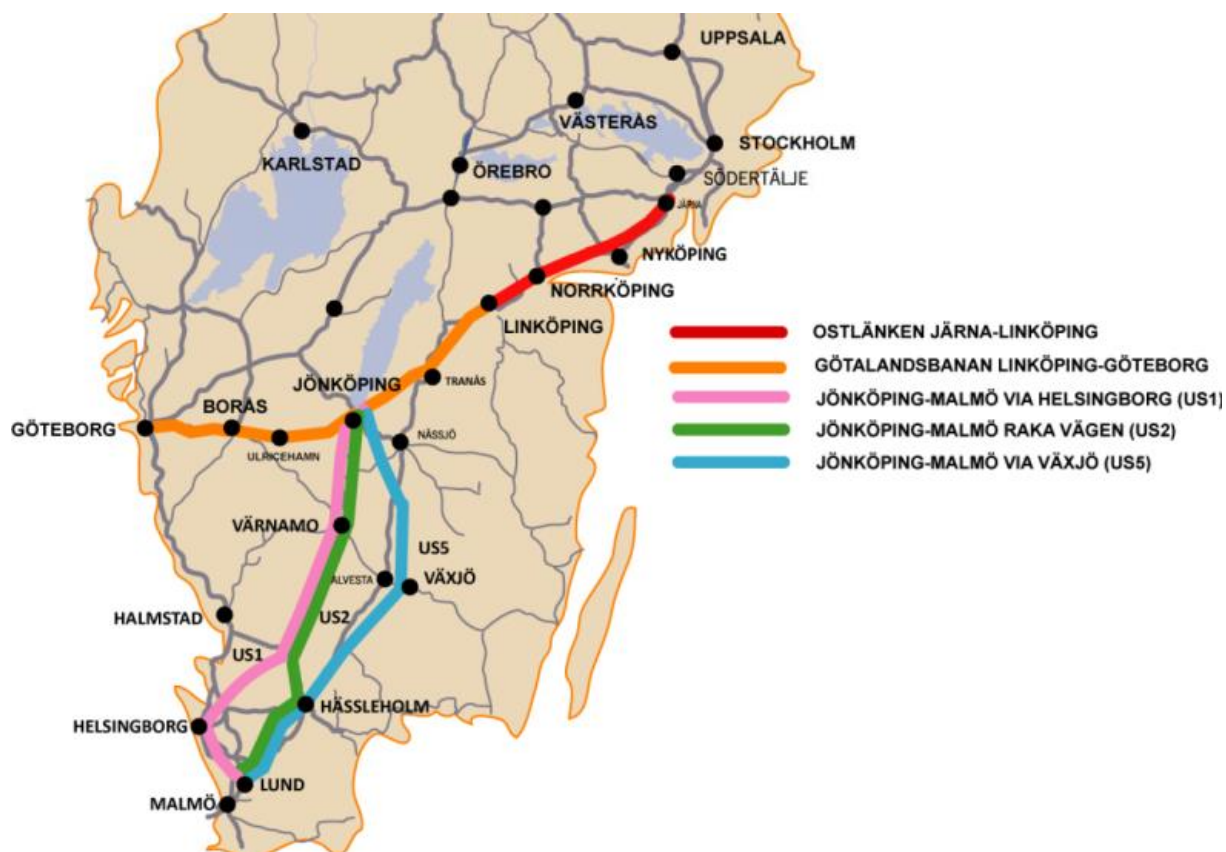 UPPSALA
VÄSTERÅS
STOCKHOLM
KARLSTAD
ÖREBRO
SÖDERTÄLJE
JÄRNA
NYKÖPING
NORRKÖPING
LINKÖPING
OSTLÄNKEN JÄRNA-LINKÖPING
GÖTALANDSBANAN LINKÖPING-GÖTEBORG
JÖNKÖPING-MALMÖ VIA HELSINGBORG (US1)
JÖNKÖPING-MALMÖ RAKA VÄGEN (US2)
JÖNKÖPING-MALMÖ VIA VÄXJÖ (US5)
JÖNKÖPING
TRANÅS
BORÅS
GÖTEBORG
ULRICEHAMN
NÄSSJÖ
VÄRNAMO
US5
ALVESTA
VÄXJÖ
HALMSTAD
US2
US1
HÄSSLEHOLM
HELSINGBORG
LUND
MALMÖ